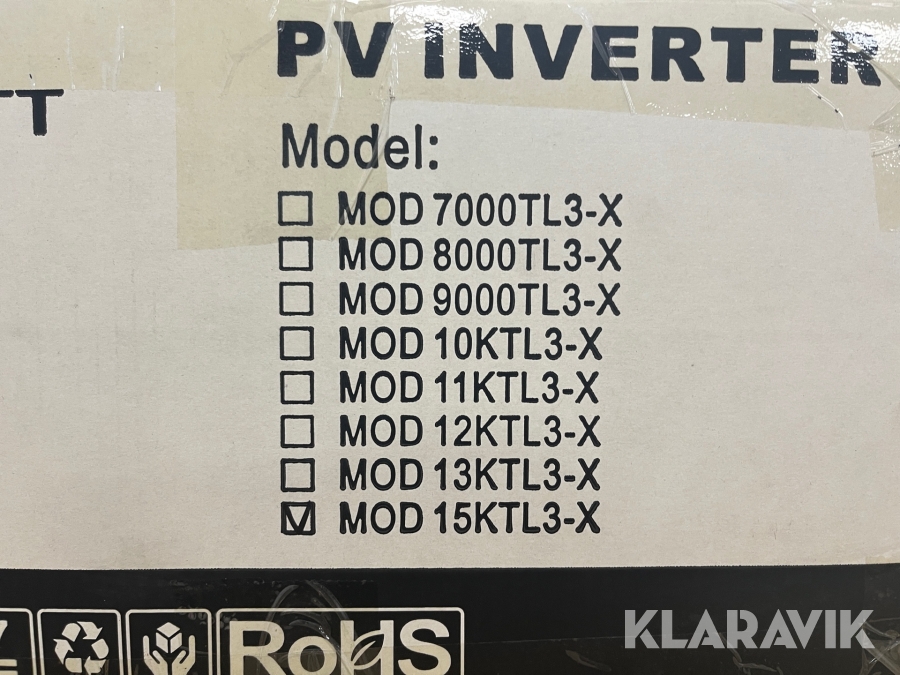 PV INVERTER
TT
Model:
☐ MOD 7000TL3-X
☐ MOD 8000TL3-X
☐ MOD 9000TL3-X
☐ MOD 10KTL3-X
☐ MOD 11KTL3-X
☐ MOD 12KTL3-X
☐ MOD 13KTL3-X
☑ MOD 15KTL3-X
RoHS
KLARAVIK